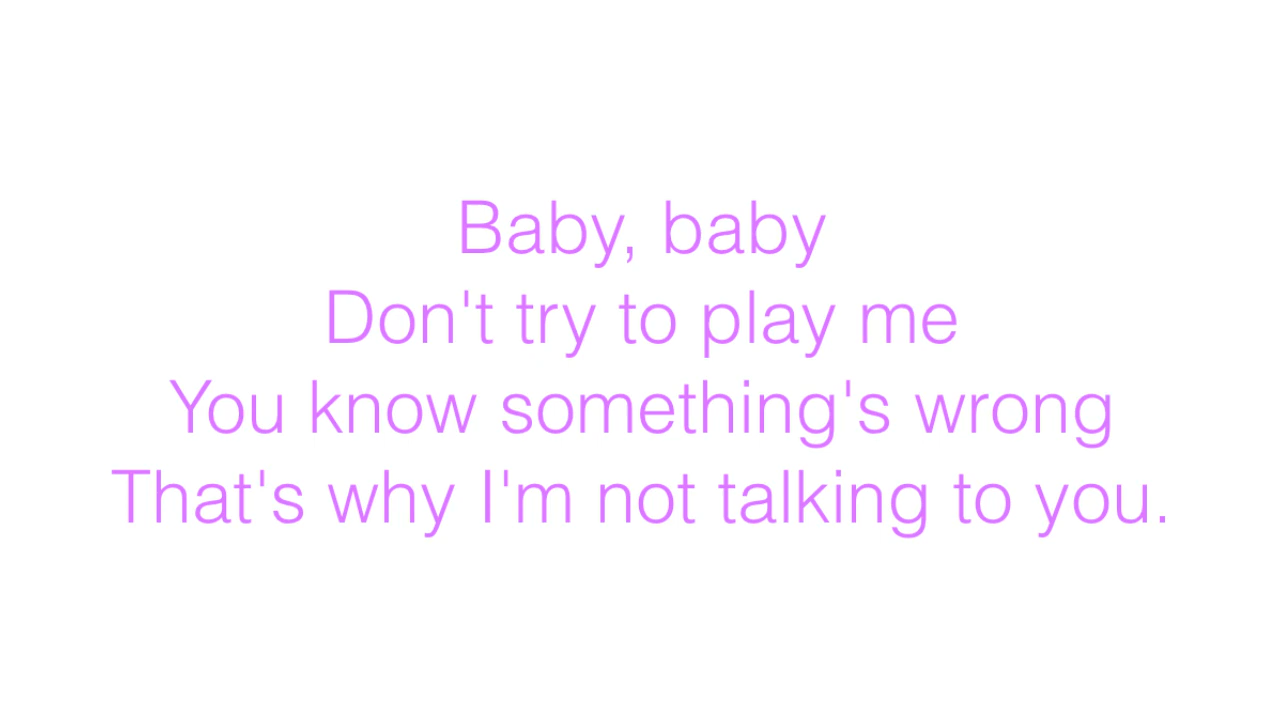 Baby, baby
Don't try to play me
You know something's wrong
That's why I'm not talking to you.